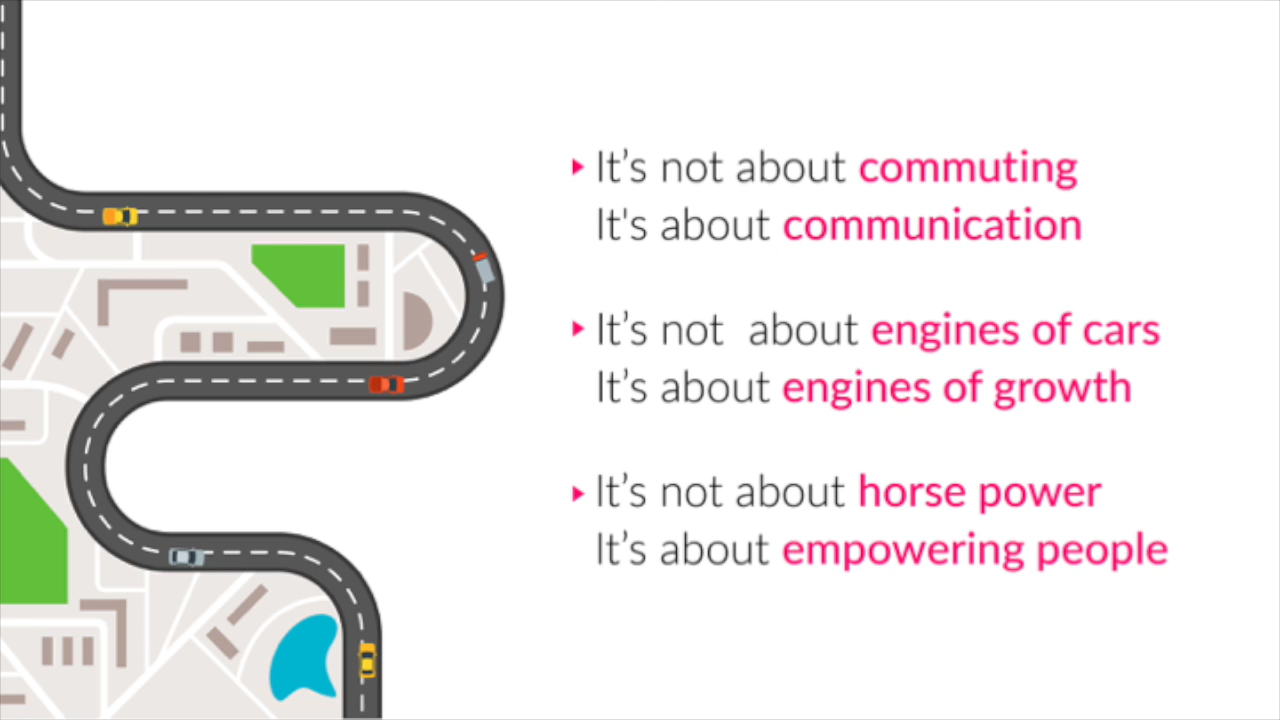 It’s not about commuting
It's about communication
It’s not  about engines of cars
It’s about engines of growth
It’s not about horse power
It’s about empowering people